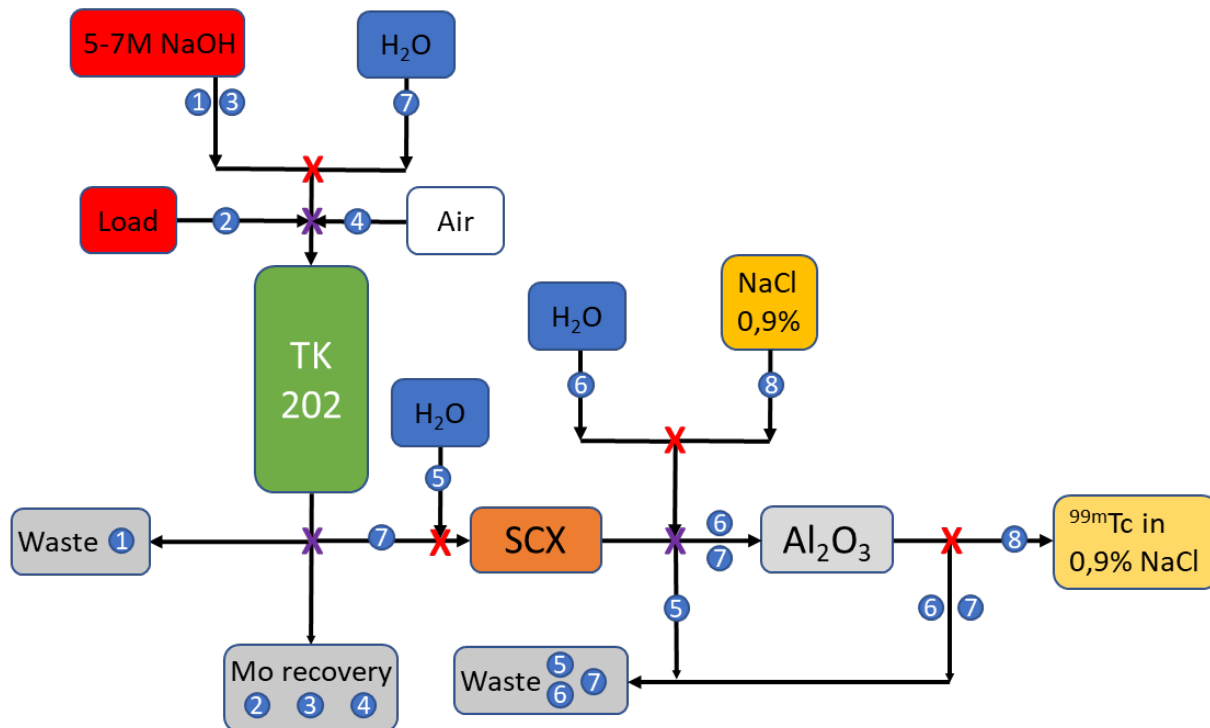 5-7M NaOH
H₂O
1 3
7
Load
2
4
Air
TK
202
H₂O
NaCl
0,9%
6
8
H₂O
5
Waste 1
7
SCX
6
7
Al₂O₃
8
⁹⁹ᵐTc in
0,9% NaCl
5
6 7
Mo recovery
2 3 4
Waste 5
6 7